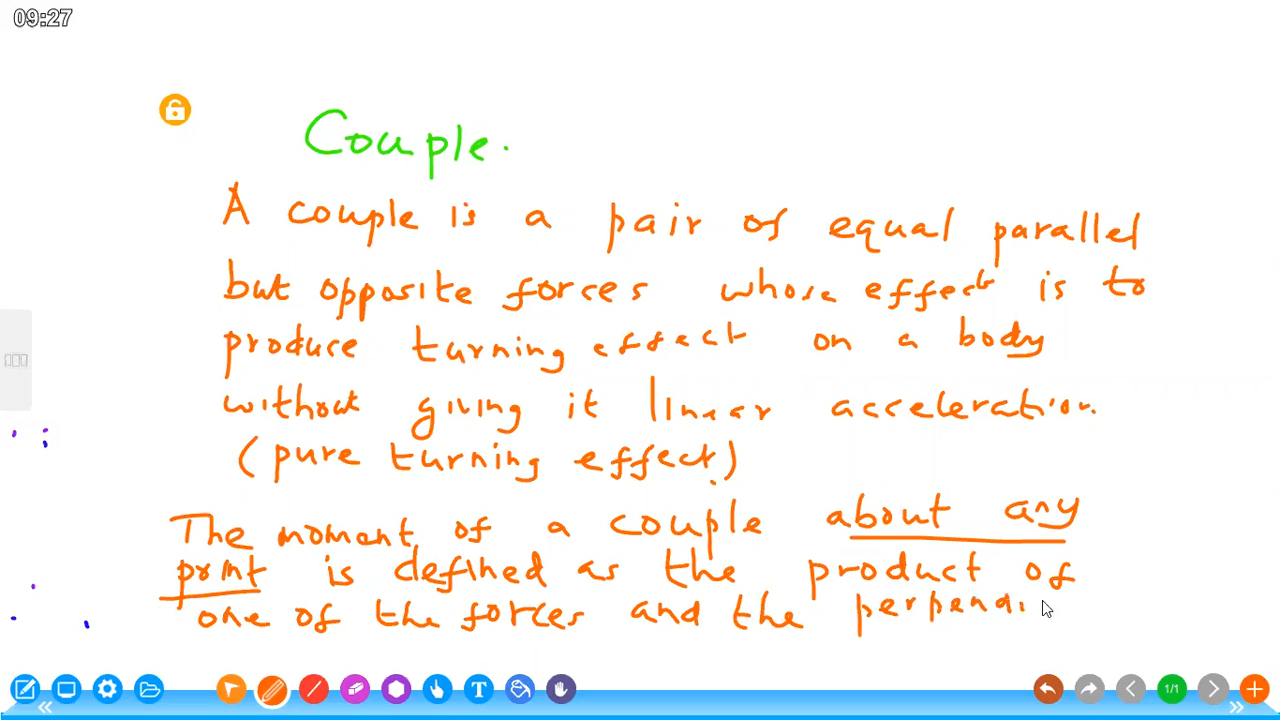 09:27
Couple.
A couple is a pair of equal parallel
but opposite forces whose effect is to
produce turning effect on a body
without giving it linear acceleration.
(pure turning effect)
The moment of a couple about any
point is defined as the product of
one of the forces and the perpendi
1/1